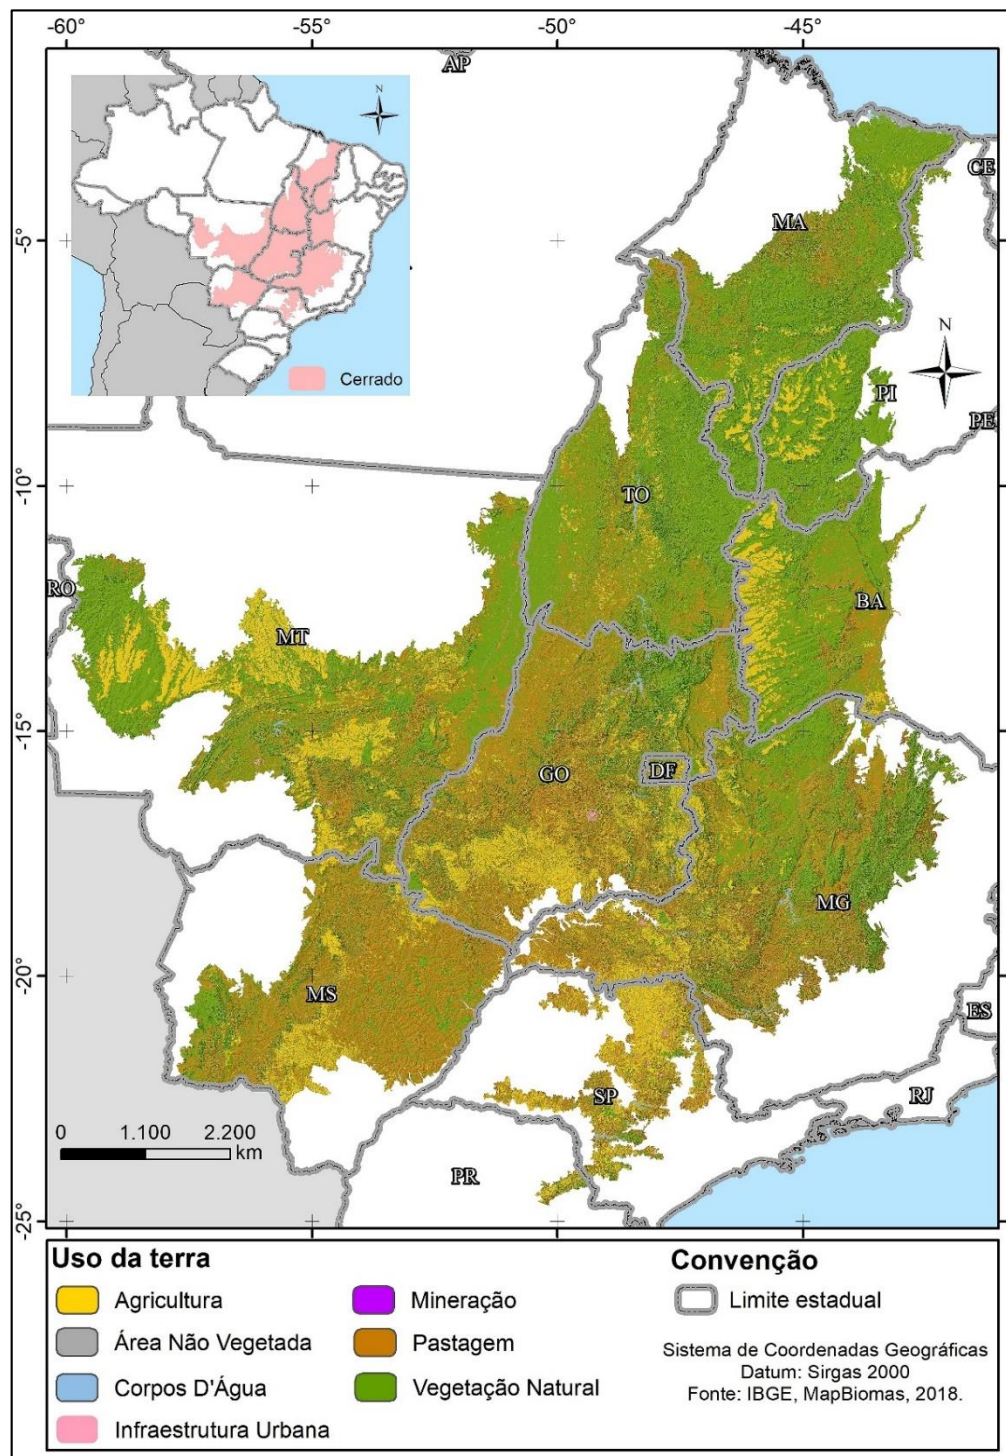 -60°
-55°
-50°
-45°
AP
N
CE
MA
-5°
Cerrado
N
PI
PE
-10°
TO
RO
BA
MT
-15°
GO
DF
MG
-20°
MS
ES
SP
RJ
0 1.100 2.200
km
PR
-25°
Uso da terra
Convenção
Agricultura
Mineração
Limite estadual
Área Não Vegetada
Pastagem
Sistema de Coordenadas Geográficas
Datum: Sirgas 2000
Fonte: IBGE, MapBiomas, 2018.
Corpos D'Água
Vegetação Natural
Infraestrutura Urbana